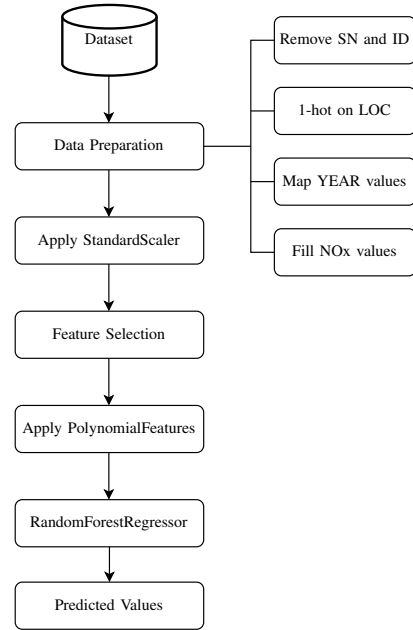 Dataset
Data Preparation
Remove SN and ID
1-hot on LOC
Map YEAR values
Fill NOx values
Apply StandardScaler
Feature Selection
Apply PolynomialFeatures
RandomForestRegressor
Predicted Values